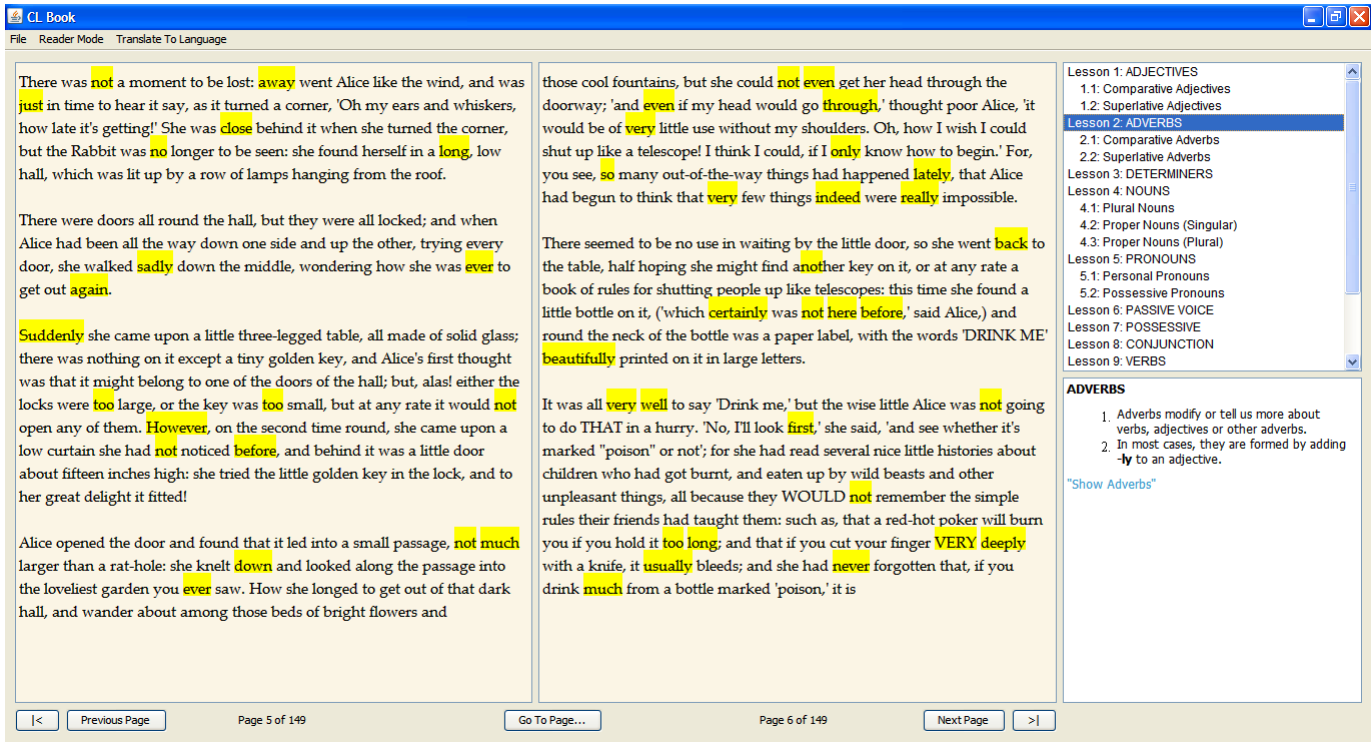 CL Book
File Reader Mode Translate To Language
There was not a moment to be lost: away went Alice like the wind, and was
just in time to hear it say, as it turned a corner, 'Oh my ears and whiskers,
how late it's getting!' She was close behind it when she turned the corner,
but the Rabbit was no longer to be seen: she found herself in a long, low
hall, which was lit up by a row of lamps hanging from the roof.
There were doors all round the hall, but they were all locked; and when
Alice had been all the way down one side and up the other, trying every
door, she walked sadly down the middle, wondering how she was ever to
get out again.
Suddenly she came upon a little three-legged table, all made of solid glass;
there was nothing on it except a tiny golden key, and Alice's first thought
was that it might belong to one of the doors of the hall; but, alas! either the
locks were too large, or the key was too small, but at any rate it would not
open any of them. However, on the second time round, she came upon a
low curtain she had not noticed before, and behind it was a little door
about fifteen inches high: she tried the little golden key in the lock, and to
her great delight it fitted!
Alice opened the door and found that it led into a small passage, not much
larger than a rat-hole: she knelt down and looked along the passage into
the loveliest garden you ever saw. How she longed to get out of that dark
hall, and wander about among those beds of bright flowers and
those cool fountains, but she could not even get her head through the
doorway; 'and even if my head would go through,' thought poor Alice, 'it
would be of very little use without my shoulders. Oh, how I wish I could
shut up like a telescope! I think I could, if I only know how to begin.' For,
you see, so many out-of-the-way things had happened lately, that Alice
had begun to think that very few things indeed were really impossible.
There seemed to be no use in waiting by the little door, so she went back to
the table, half hoping she might find another key on it, or at any rate a
book of rules for shutting people up like telescopes: this time she found a
little bottle on it, ('which certainly was not here before,' said Alice,) and
round the neck of the bottle was a paper label, with the words 'DRINK ME'
beautifully printed on it in large letters.
It was all very well to say 'Drink me,' but the wise little Alice was not going
to do THAT in a hurry. 'No, I'll look first,' she said, 'and see whether it's
marked "poison" or not'; for she had read several nice little histories about
children who had got burnt, and eaten up by wild beasts and other
unpleasant things, all because they WOULD not remember the simple
rules their friends had taught them: such as, that a red-hot poker will burn
you if you hold it too long; and that if you cut your finger VERY deeply
with a knife, it usually bleeds; and she had never forgotten that, if you
drink much from a bottle marked 'poison,' it is
Lesson 1: ADJECTIVES
1.1: Comparative Adjectives
1.2: Superlative Adjectives
Lesson 2: ADVERBS
2.1: Comparative Adverbs
2.2: Superlative Adverbs
Lesson 3: DETERMINERS
Lesson 4: NOUNS
4.1: Plural Nouns
4.2: Proper Nouns (Singular)
4.3: Proper Nouns (Plural)
Lesson 5: PRONOUNS
5.1: Personal Pronouns
5.2: Possessive Pronouns
Lesson 6: PASSIVE VOICE
Lesson 7: POSSESSIVE
Lesson 8: CONJUNCTION
Lesson 9: VERBS
ADVERBS
1. Adverbs modify or tell us more about
verbs, adjectives or other adverbs.
2. In most cases, they are formed by adding
-ly to an adjective.
"Show Adverbs"
|< Previous Page Page 5 of 149 Go To Page... Page 6 of 149 Next Page >|